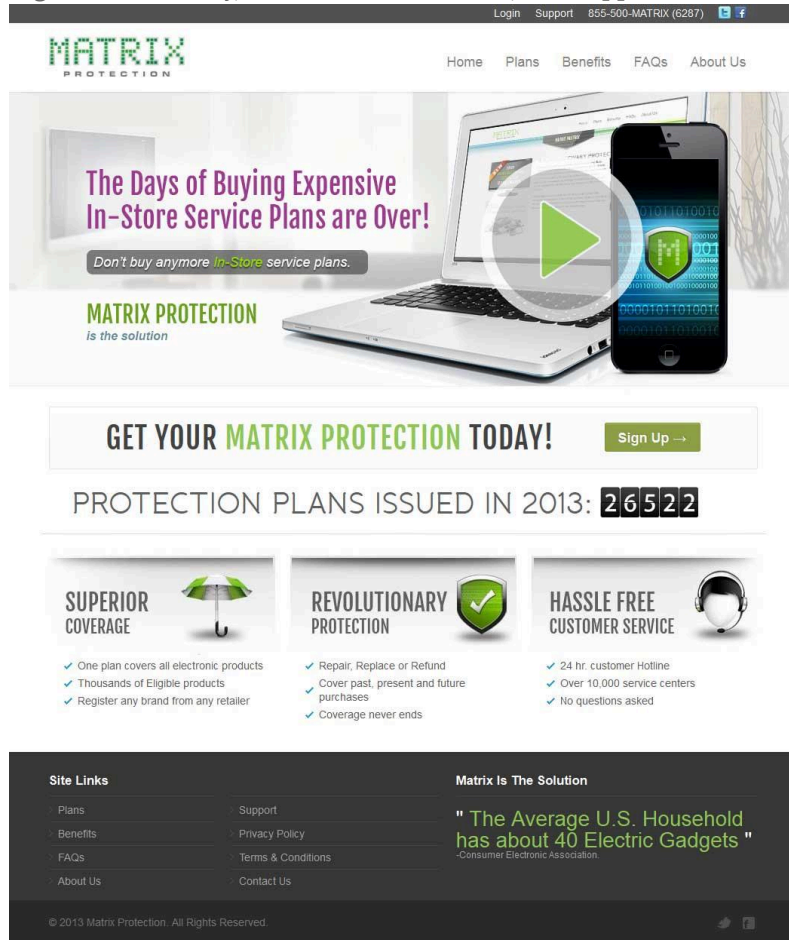 Login Support 855-500-MATRIX (6287)
MATRIX
PROTECTION
Home Plans Benefits FAQs About Us
The Days of Buying Expensive
In-Store Service Plans are Over!
Don't buy anymore In-Store service plans.
MATRIX PROTECTION
is the solution
GET YOUR MATRIX PROTECTION TODAY!
Sign Up →
PROTECTION PLANS ISSUED IN 2013: 26522
SUPERIOR
COVERAGE
One plan covers all electronic products
Thousands of Eligible products
Register any brand from any retailer
REVOLUTIONARY
PROTECTION
Repair, Replace or Refund
Cover past, present and future
purchases
Coverage never ends
HASSLE FREE
CUSTOMER SERVICE
24 hr. customer Hotline
Over 10,000 service centers
No questions asked
Site Links
Plans
Benefits
FAQs
About Us
Support
Privacy Policy
Terms & Conditions
Contact Us
Matrix Is The Solution
" The Average U.S. Household
has about 40 Electric Gadgets "
-Consumer Electronic Association.
© 2013 Matrix Protection. All Rights Reserved.